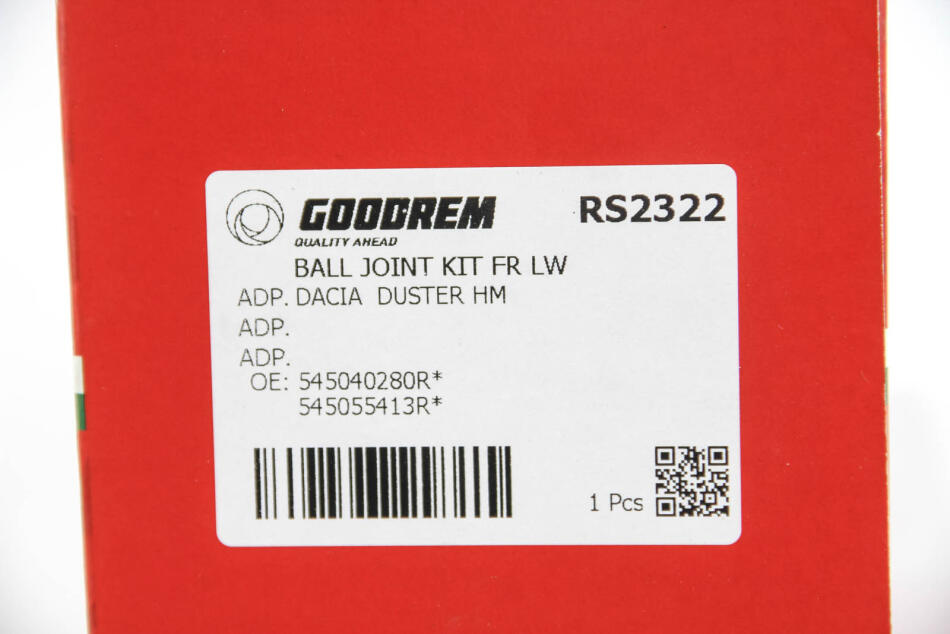 GOODREM
QUALITY AHEAD
RS2322
BALL JOINT KIT FR LW
ADP. DACIA DUSTER HM
ADP.
ADP.
OE: 545040280R*
545055413R*
1 Pcs